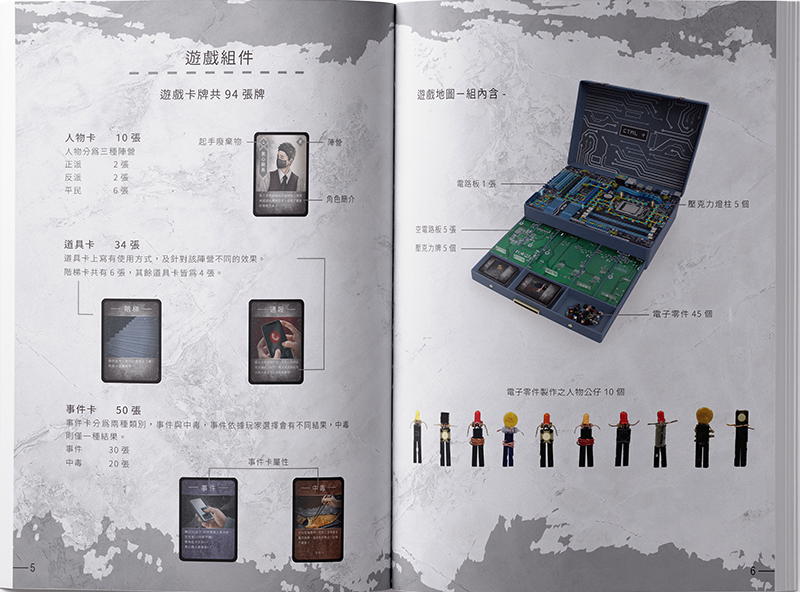 遊戲組件
遊戲卡牌共 94 張牌
人物卡 10 張
人物分為三種陣營
正派 2 張
反派 2 張
平民 6 張
起手廢棄物
陣營
角色簡介
道具卡 34 張
道具卡上寫有使用方式，及針對該陣營不同的效果。
階梯卡共有 6 張，其餘道具卡皆為 4 張。
階梯
通報
事件卡 50 張
事件卡分為兩種類別，事件與中毒，事件依據玩家選擇會有不同結果，中毒
則僅一種結果。
事件 30 張
中毒 20 張
事件卡屬性
事件
中毒
5
遊戲地圖一組內含 -
CTRL +
電路板 1 張
壓克力燈柱 5 個
空電路板 5 張
壓克力牌 5 個
電子零件 45 個
電子零件製作之人物公仔 10 個
6